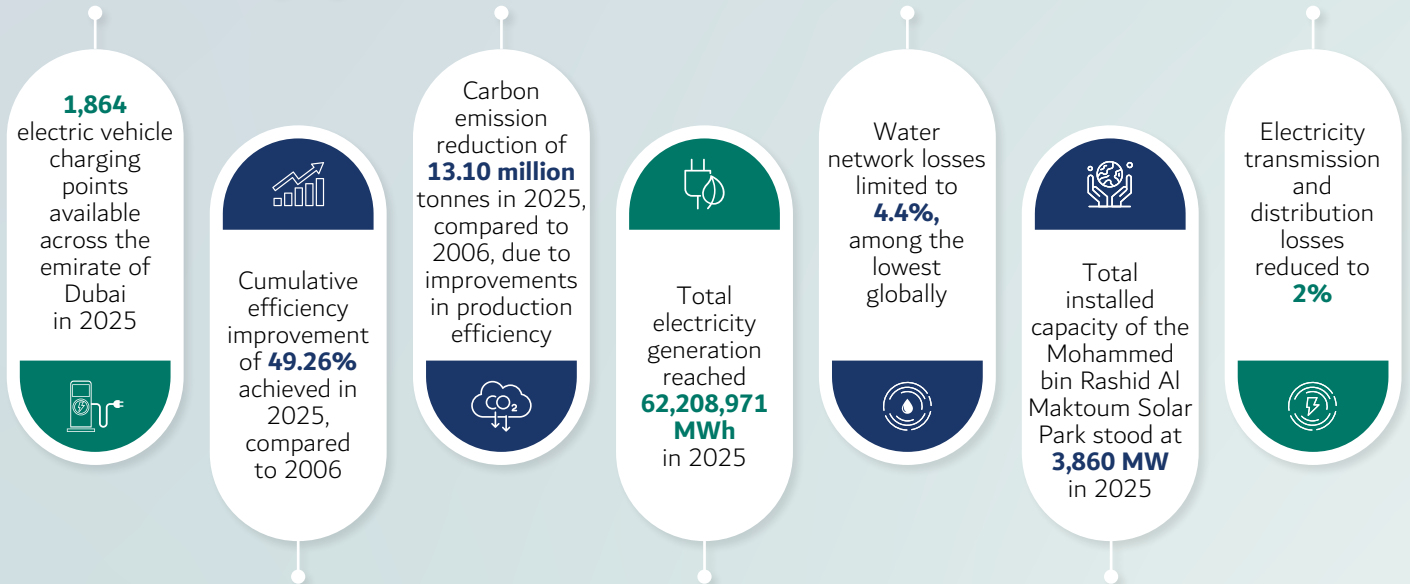 1,864
electric vehicle
charging
points
available
across the
emirate of
Dubai
in 2025
Cumulative
efficiency
improvement
of 49.26%
achieved in
2025,
compared
to 2006
Carbon
emission
reduction of
13.10 million
tonnes in 2025,
compared to
2006, due to
improvements
in production
efficiency
CO2
Total
electricity
generation
reached
62,208,971
MWh
in 2025
Water
network losses
limited to
4.4%,
among the
lowest
globally
Total
installed
capacity of the
Mohammed
bin Rashid Al
Maktoum Solar
Park stood at
3,860 MW
in 2025
Electricity
transmission
and
distribution
losses
reduced to
2%